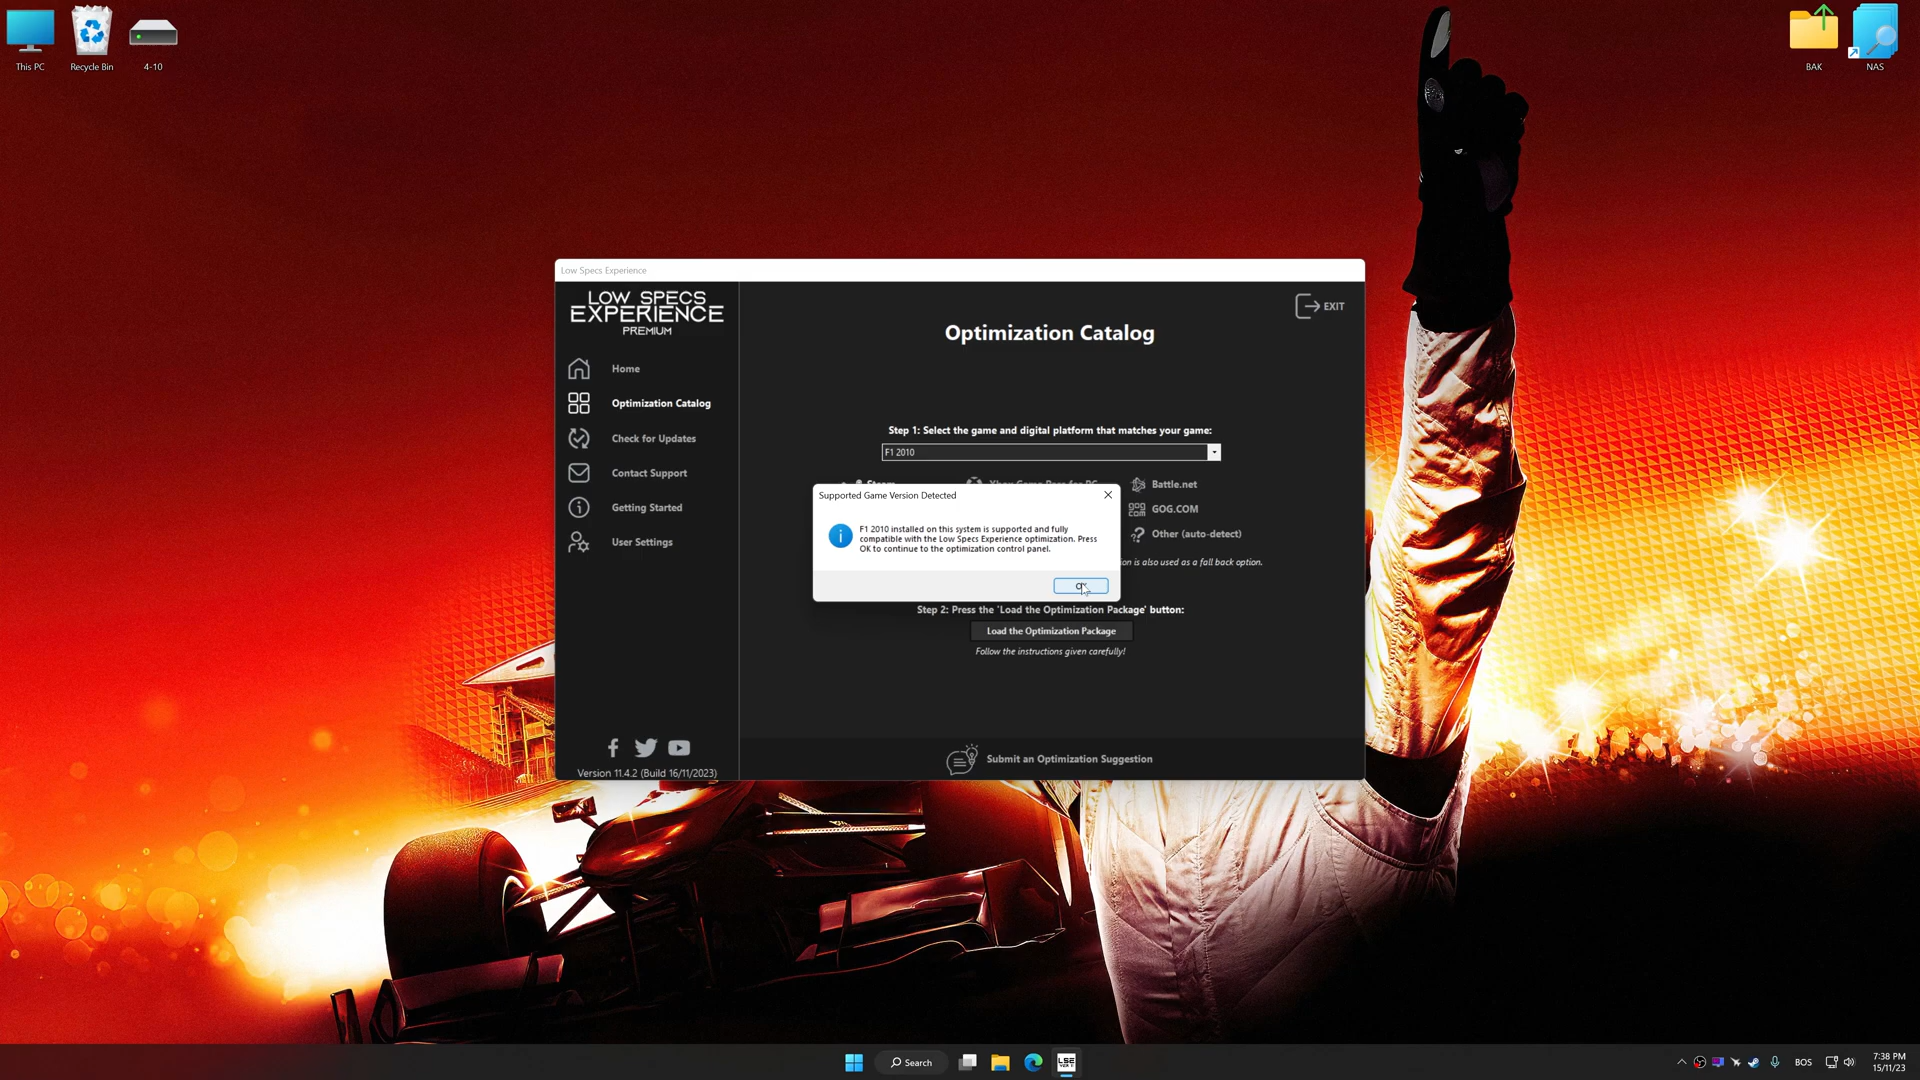 This PC
Recycle Bin
4-10
BAK
NAS
Low Specs Experience
LOW SPECS
EXPERIENCE
PREMIUM
Home
Optimization Catalog
Check for Updates
Contact Support
Getting Started
User Settings
Version 11.4.2 (Build 16/11/2023)
EXIT
Optimization Catalog
Step 1: Select the game and digital platform that matches your game:
F1 2010
Battle.net
GOG.COM
Other (auto-detect)
is also used as a fall back option.
Supported Game Version Detected
F1 2010 installed on this system is supported and fully
compatible with the Low Specs Experience optimization. Press
OK to continue to the optimization control panel.
Step 2: Press the 'Load the Optimization Package' button:
Load the Optimization Package
Follow the instructions given carefully!
Submit an Optimization Suggestion
Search
LSE
BOS
7:38 PM
15/11/23